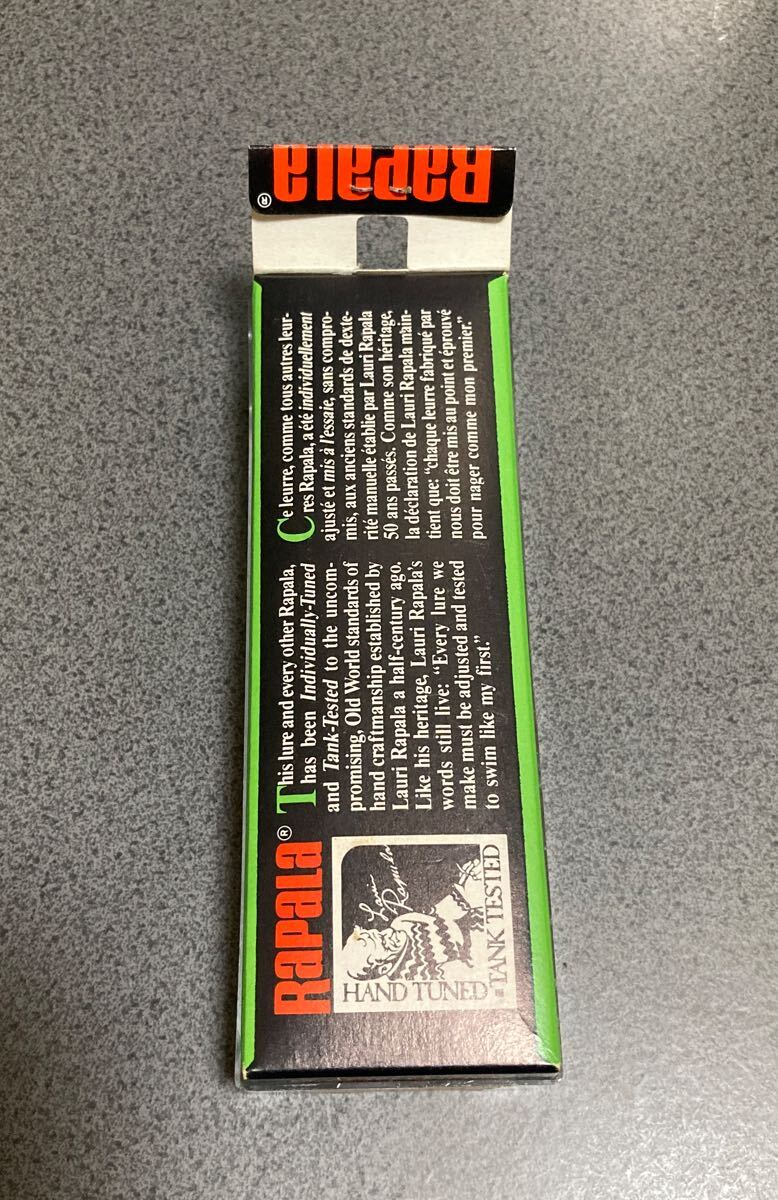 RAPALA®
RAPALA®
HAND TUNED
• TANK TESTED
Lauri
Rapala
This lure and every other Rapala,
has been Individually-Tuned
and Tank-Tested to the uncom-
promising, Old World standards of
hand craftmanship established by
Lauri Rapala a half-century ago.
Like his heritage, Lauri Rapala's
words still live: "Every lure we
make must be adjusted and tested
to swim like my first."
Ce leurre, comme tous autres leur-
res Rapala, a été individuellement
ajusté et mis à l'essaie, sans compro-
mis, aux anciens standards de dexte-
rité manuelle établie par Lauri Rapala
50 ans passés. Comme son héritage,
la déclaration de Lauri Rapala main-
tient que: "chaque leurre fabriqué par
nous doit être mis au point et éprouvé
pour nager comme mon premier."